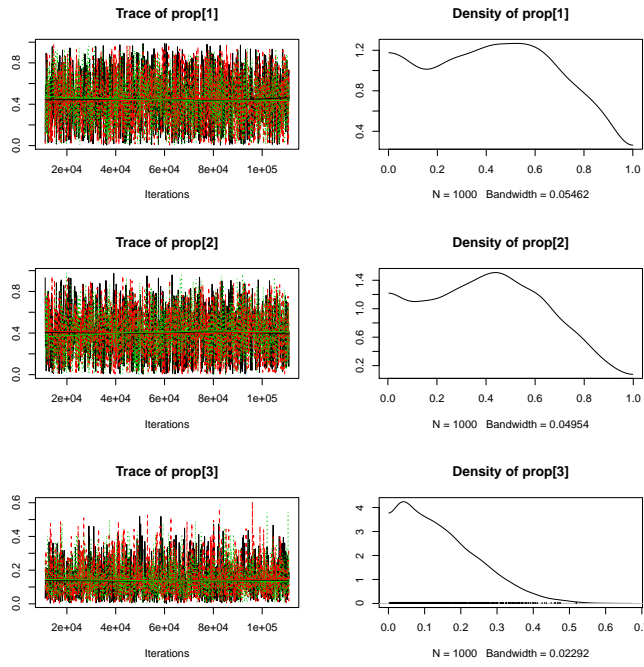 Trace of prop[1]
0.0 0.4 0.8
2e+04 4e+04 6e+04 8e+04 1e+05
Iterations
Density of prop[1]
0.4 0.8 1.2
0.0 0.2 0.4 0.6 0.8 1.0
N = 1000 Bandwidth = 0.05462
Trace of prop[2]
0.0 0.4 0.8
2e+04 4e+04 6e+04 8e+04 1e+05
Iterations
Density of prop[2]
0.2 0.6 1.0 1.4
0.0 0.2 0.4 0.6 0.8 1.0
N = 1000 Bandwidth = 0.04954
Trace of prop[3]
0.0 0.2 0.4 0.6
2e+04 4e+04 6e+04 8e+04 1e+05
Iterations
Density of prop[3]
0 1 2 3 4
0.0 0.1 0.2 0.3 0.4 0.5 0.6
N = 1000 Bandwidth = 0.02292